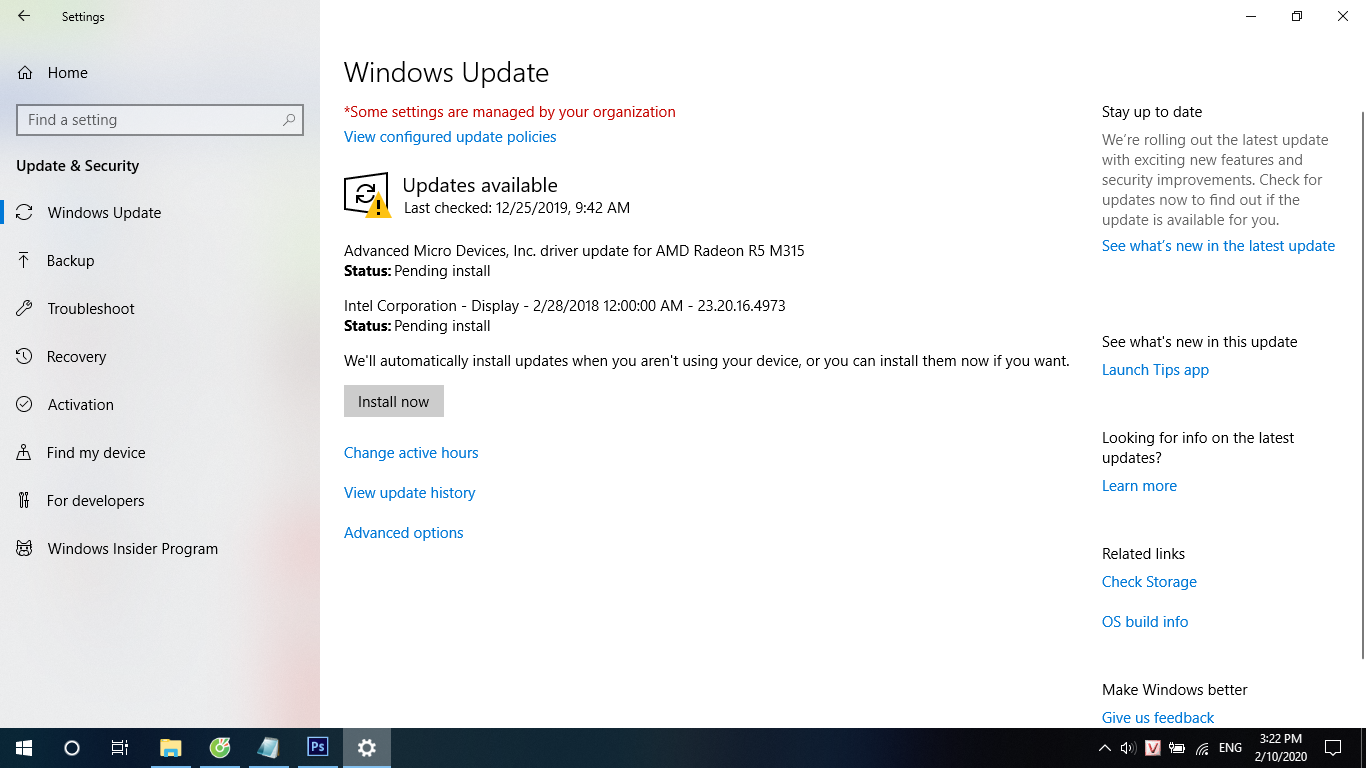 Settings
Home
Find a setting
Update & Security
Windows Update
Backup
Troubleshoot
Recovery
Activation
Find my device
For developers
Windows Insider Program
Windows Update
*Some settings are managed by your organization
View configured update policies
Updates available
Last checked: 12/25/2019, 9:42 AM
Advanced Micro Devices, Inc. driver update for AMD Radeon R5 M315
Status: Pending install
Intel Corporation - Display - 2/28/2018 12:00:00 AM - 23.20.16.4973
Status: Pending install
We'll automatically install updates when you aren't using your device, or you can install them now if you want.
Install now
Change active hours
View update history
Advanced options
Stay up to date
We're rolling out the latest update
with exciting new features and
security improvements. Check for
updates now to find out if the
update is available for you.
See what's new in the latest update
See what's new in this update
Launch Tips app
Looking for info on the latest
updates?
Learn more
Related links
Check Storage
OS build info
Make Windows better
Give us feedback
Ps
V
ENG
3:22 PM
2/10/2020